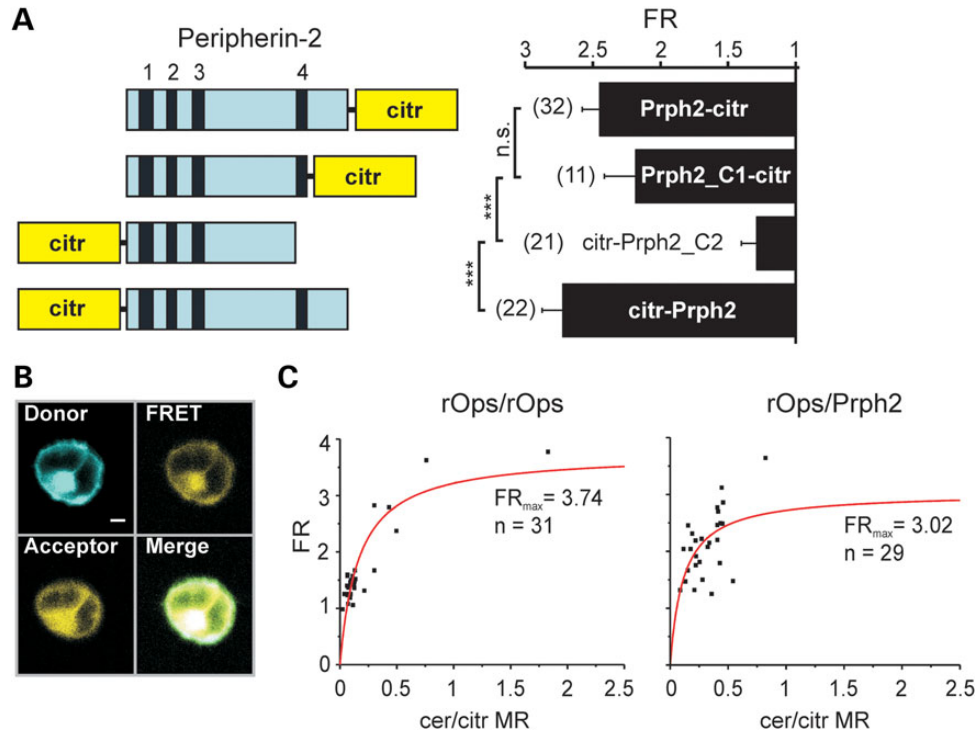 A
Peripherin-2
1 2 3 4
citr
citr
citr
citr
FR
3 2.5 2 1.5 1
(32) Prph2-citr
n.s.
(11) Prph2_C1-citr
***
(21) citr-Prph2_C2
***
(22) citr-Prph2
B
Donor FRET
Acceptor Merge
C
rOps/rOps
FR
4
3
2
1
0
FRmax= 3.74
n = 31
0 0.5 1 1.5 2 2.5
cer/citr MR
rOps/Prph2
FRmax= 3.02
n = 29
0 0.5 1 1.5 2 2.5
cer/citr MR